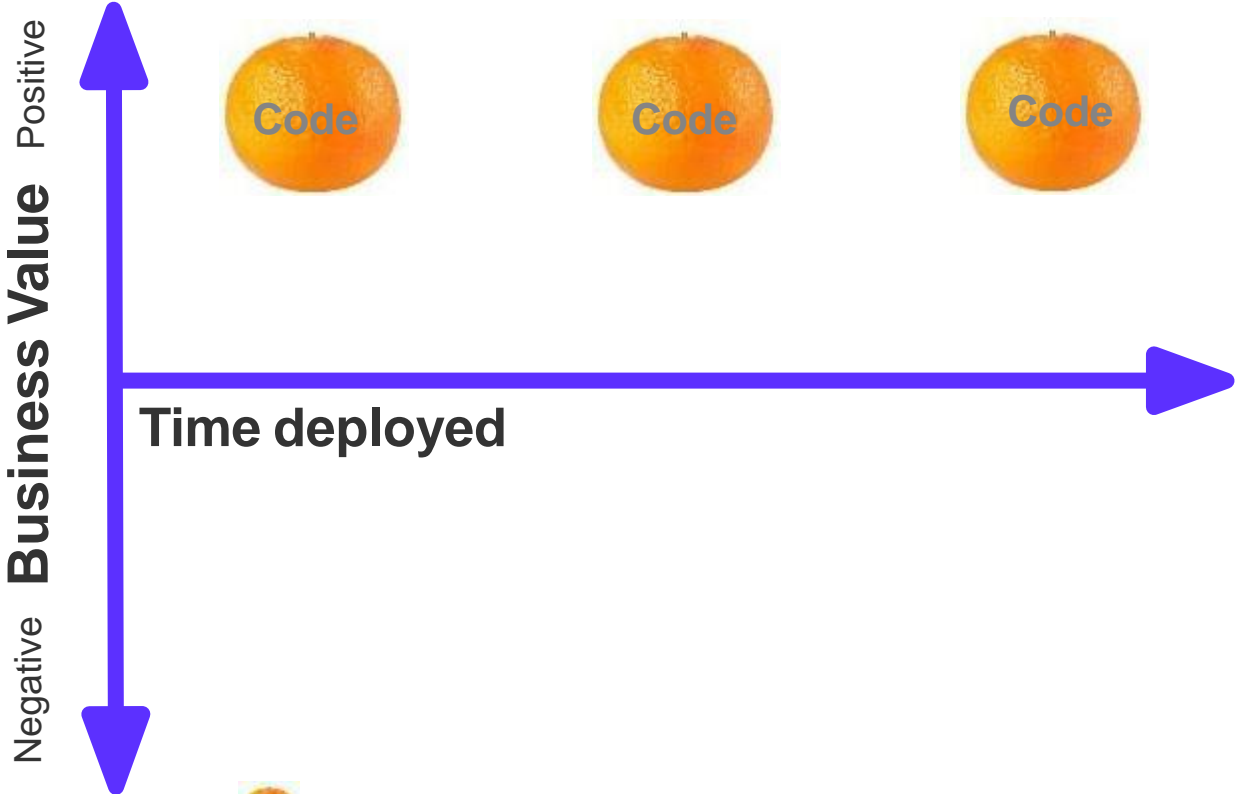 Positive
Business Value
Negative
Code
Code
Code
Time deployed